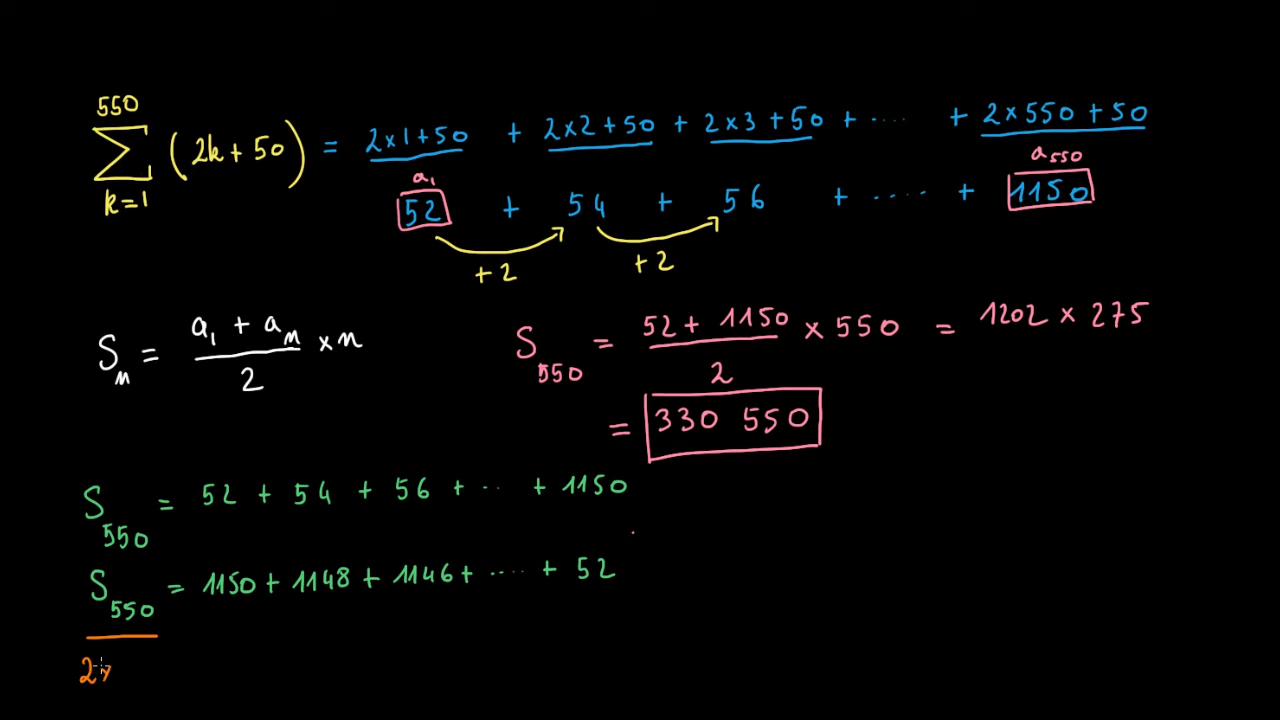 550
∑ (2k + 50) = 2×1+50 + 2×2+50 + 2×3+50 + .... + 2×550+50
k=1
a₁ a₅₅₀
52 + 54 + 56 + .... + 1150
+2 +2
Sₙ = (a₁ + aₙ)/2 × n
S₅₅₀ = (52 + 1150)/2 × 550 = 1202 × 275
= 330 550
S₅₅₀ = 52 + 54 + 56 + ... + 1150
S₅₅₀ = 1150 + 1148 + 1146 + .... + 52
2